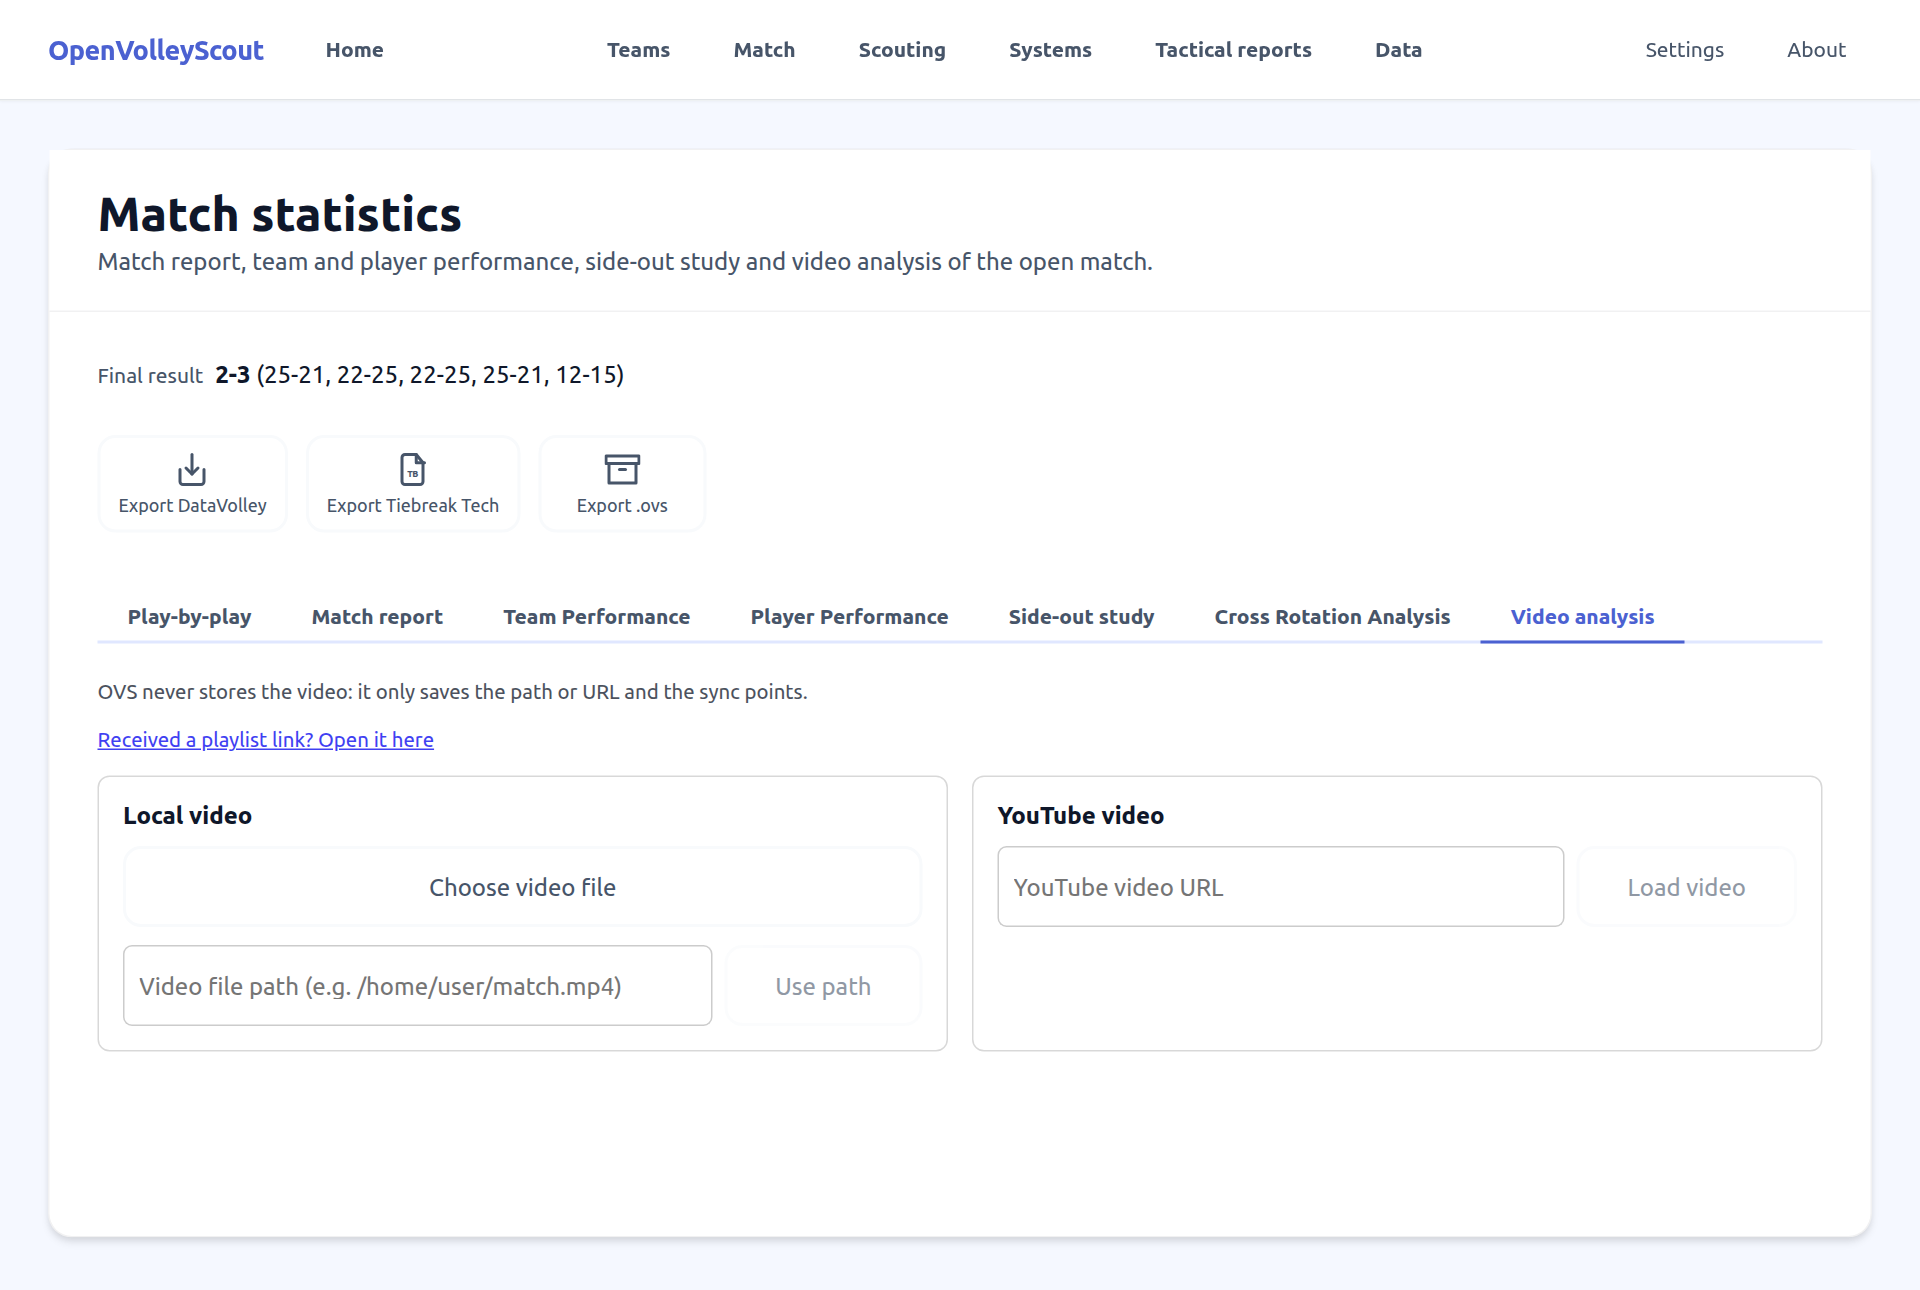 OpenVolleyScout Home Teams Match Scouting Systems Tactical reports Data Settings About
Match statistics
Match report, team and player performance, side-out study and video analysis of the open match.
Final result 2-3 (25-21, 22-25, 22-25, 25-21, 12-15)
TB
Export DataVolley Export Tiebreak Tech Export .ovs
Play-by-play Match report Team Performance Player Performance Side-out study Cross Rotation Analysis Video analysis
OVS never stores the video: it only saves the path or URL and the sync points.
Received a playlist link? Open it here
Local video
Choose video file
Video file path (e.g. /home/user/match.mp4) Use path
YouTube video
YouTube video URL Load video